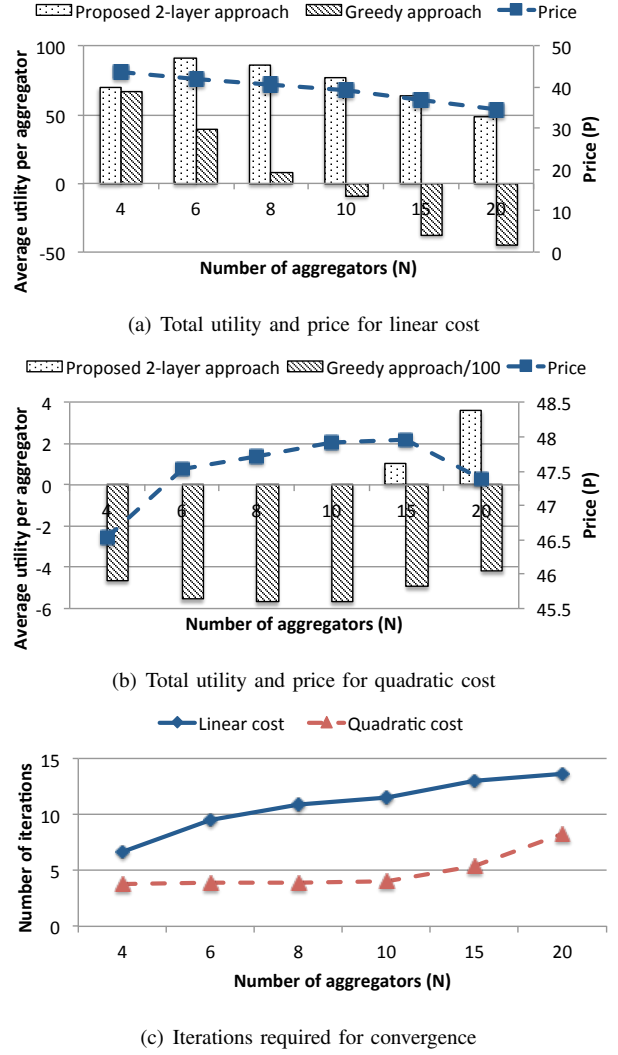 Proposed 2-layer approach Greedy approach Price
Average utility per aggregator
100
50
0
-50
50
40
30
20
10
0
Price (P)
4 6 8 10 15 20
Number of aggregators (N)
(a) Total utility and price for linear cost
Proposed 2-layer approach Greedy approach/100 Price
Average utility per aggregator
4
2
0
-2
-4
-6
48.5
48
47.5
47
46.5
46
45.5
Price (P)
4 6 8 10 15 20
Number of aggregators (N)
(b) Total utility and price for quadratic cost
Linear cost Quadratic cost
Number of iterations
15
10
5
0
4 6 8 10 15 20
Number of aggregators (N)
(c) Iterations required for convergence